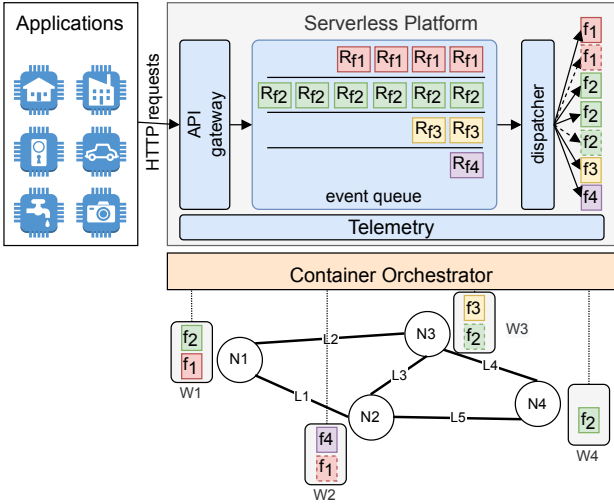 Applications
HTTP requests
Serverless Platform
API gateway
Rf1 Rf1 Rf1 Rf1
Rf2 Rf2 Rf2 Rf2 Rf2 Rf2
Rf3 Rf3
Rf4
event queue
dispatcher
f1
f1
f2
f2
f2
f3
f4
Telemetry
Container Orchestrator
f2
f1
W1
f3
f2
W3
N1
L2
N3
L1
L3
L4
N2
L5
N4
f4
f1
W2
f2
W4